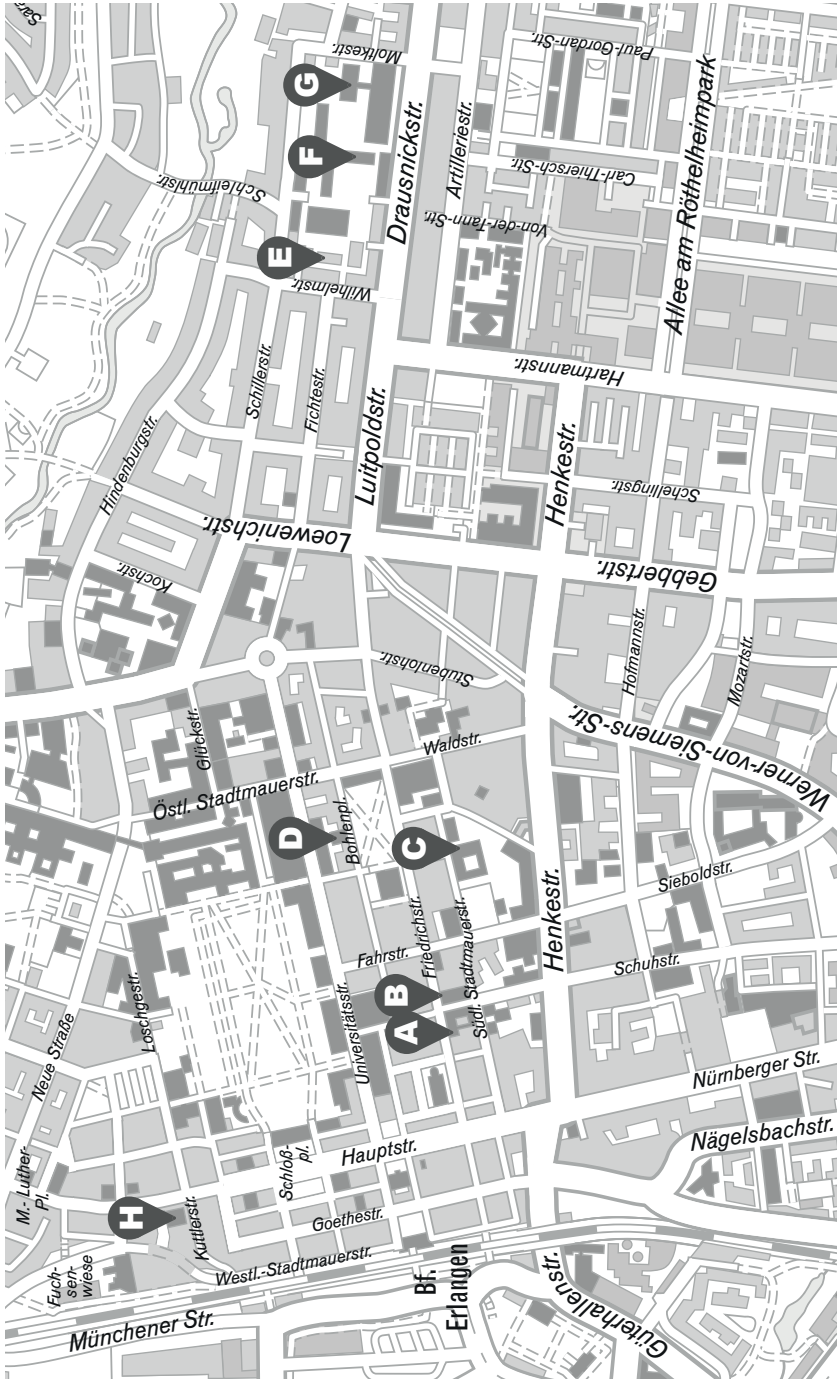 Sara
Moltkestr.
Paul-Gordan-Str.
G
F
Drausnickstr.
Artilleriestr.
Carl-Thiersch-Str.
Allee am Röthelheimpark
Schleifmühlstr.
Von-der-Tann-Str.
E
Wilhelmstr.
Schillerstr.
Fichtestr.
Hartmannstr.
Luitpoldstr.
Hindenburgstr.
Henkestr.
Schellingstr.
Loewenichstr.
Kochstr.
Gebbertstr.
Hofmannstr.
Mozartstr.
Stubenlohstr.
Werner-von-Siemens-Str.
Glückstr.
Waldstr.
Östl. Stadtmauerstr.
D
Bohlenpl.
C
Sieboldstr.
Henkestr.
Friedrichstr.
Südl. Stadtmauerstr.
Fahrstr.
Schuhstr.
B
A
Universitätsstr.
Loschgestr.
Neue Straße
Nürnberger Str.
Nägelsbachstr.
Hauptstr.
Schloß-
pl.
M.- Luther-
Pl.
H
Kuttlerstr.
Goethestr.
Westl.-Stadtmauerstr.
Fuch-
sen-
wiese
Bf.
Erlangen
Güterhallenstr.
Münchener Str.